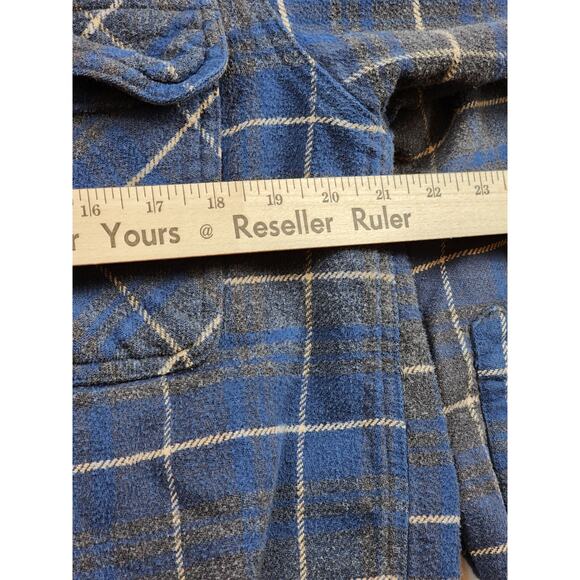 16 17 18 19 20 21 22 23
r Yours @ Reseller Ruler